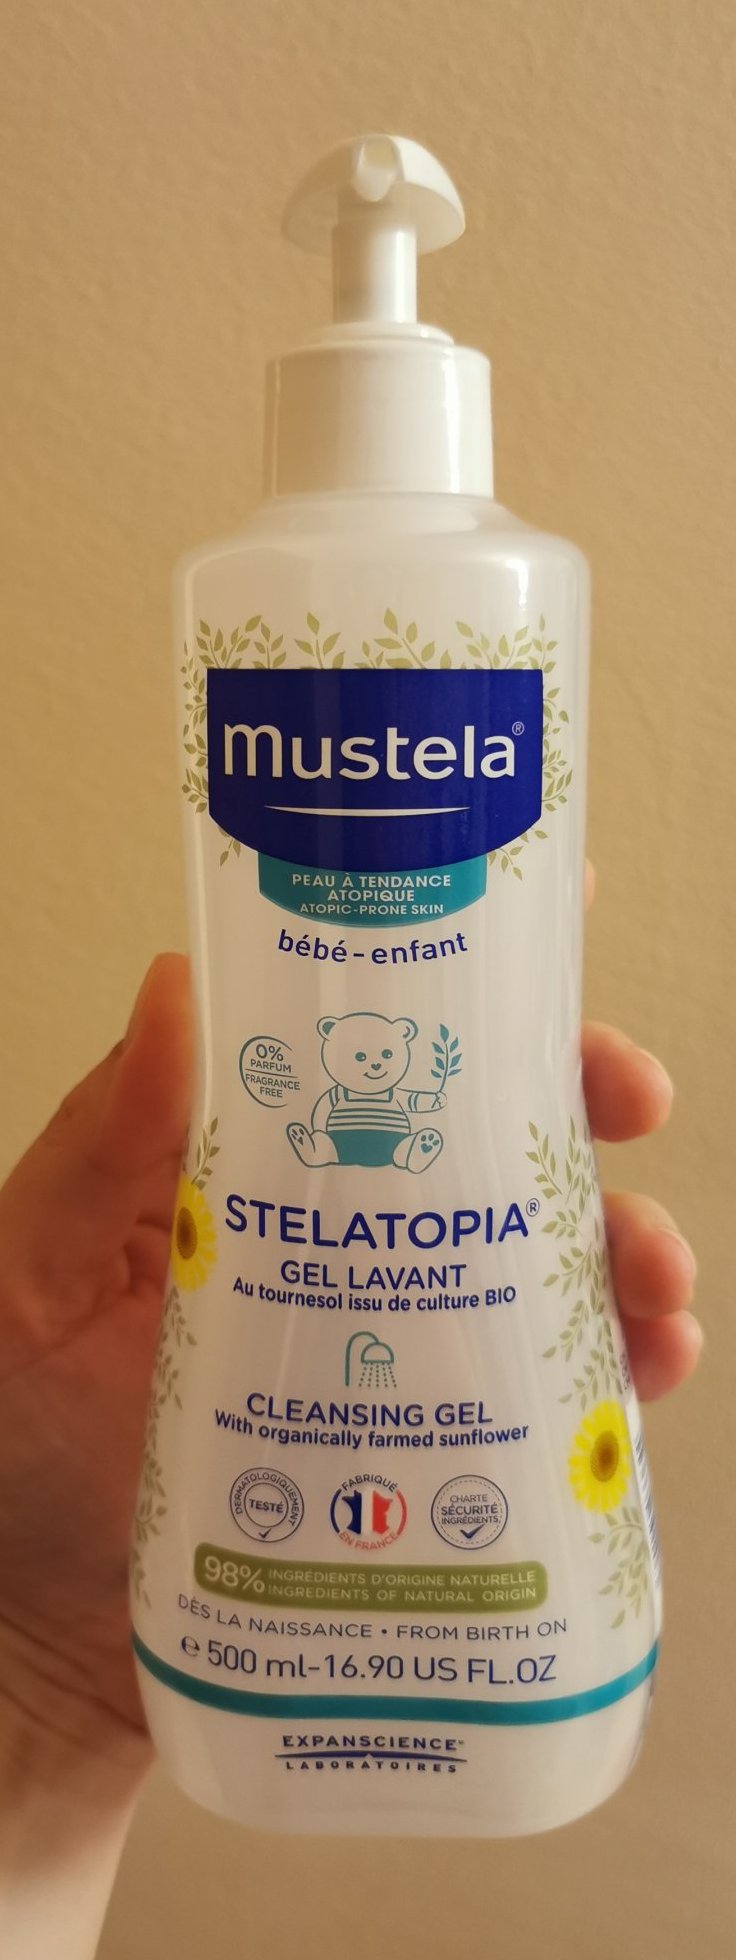 mustela®
PEAU À TENDANCE
ATOPIQUE
ATOPIC-PRONE SKIN
bébé-enfant
0%
PARFUM
FRAGRANCE
FREE
STELATOPIA®
GEL LAVANT
Au tournesol issu de culture BIO
CLEANSING GEL
With organically farmed sunflower
DERMATOLOGIQUEMENT
TESTÉ
FABRIQUÉ
EN FRANCE
CHARTE
SÉCURITÉ
INGRÉDIENTS
98% INGRÉDIENTS D'ORIGINE NATURELLE
INGREDIENTS OF NATURAL ORIGIN
DÈS LA NAISSANCE • FROM BIRTH ON
℮ 500 ml-16.90 US FL.OZ
EXPANSCIENCE™
LABORATOIRES